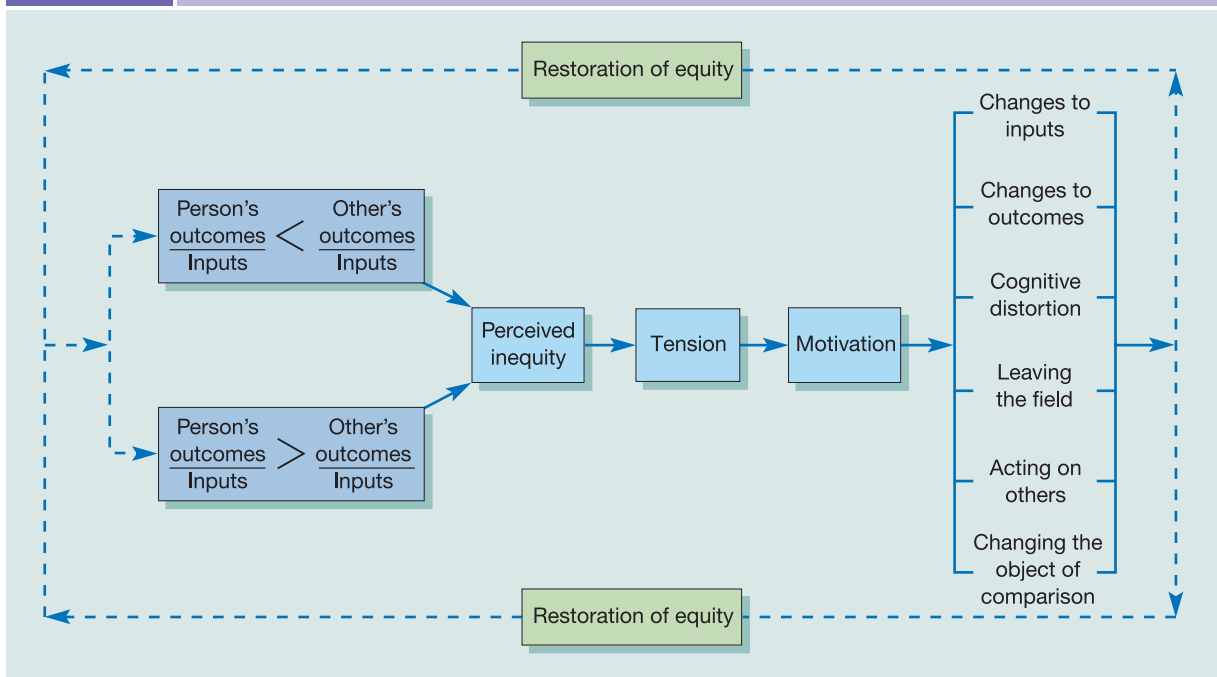 Restoration of equity
Person's
outcomes
Inputs
<
Other's
outcomes
Inputs
Person's
outcomes
Inputs
>
Other's
outcomes
Inputs
Perceived
inequity
Tension
Motivation
Changes to
inputs
Changes to
outcomes
Cognitive
distortion
Leaving
the field
Acting on
others
Changing the
object of
comparison
Restoration of equity